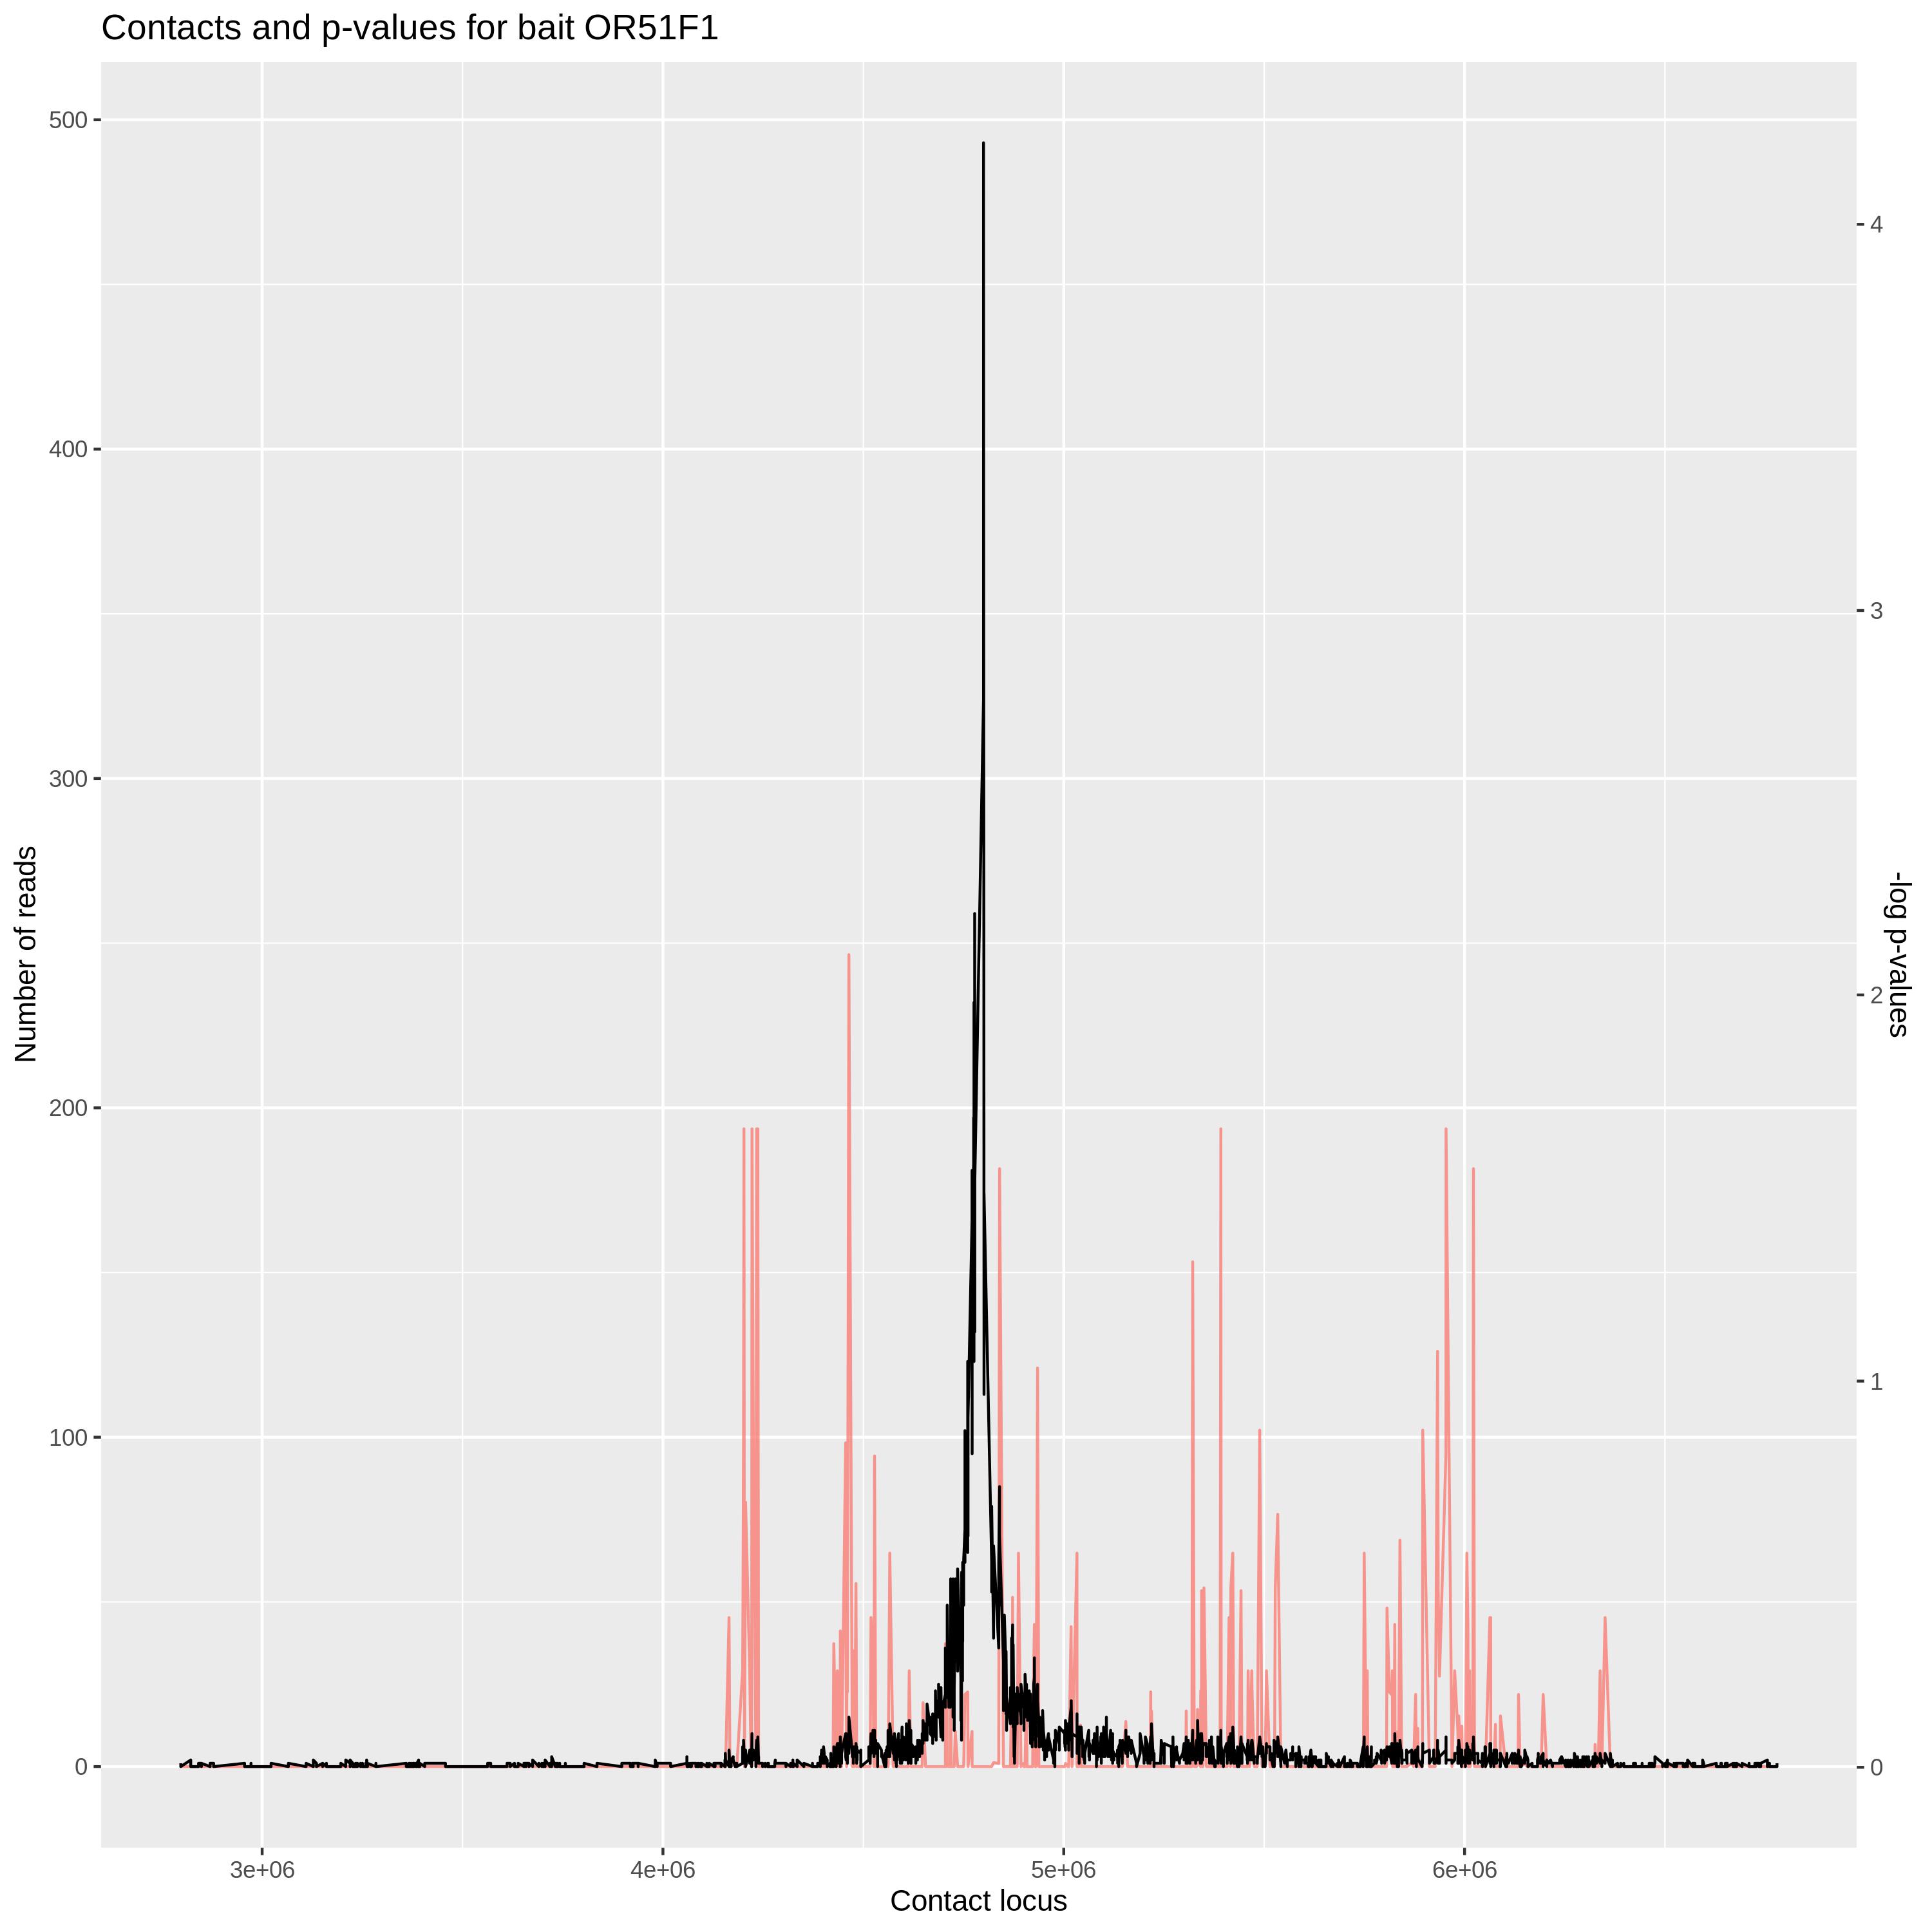 Contacts and p-values for bait OR51F1
500
400
300
200
100
0
Number of reads
4
3
2
1
0
-log p-values
3e+06
4e+06
5e+06
6e+06
Contact locus